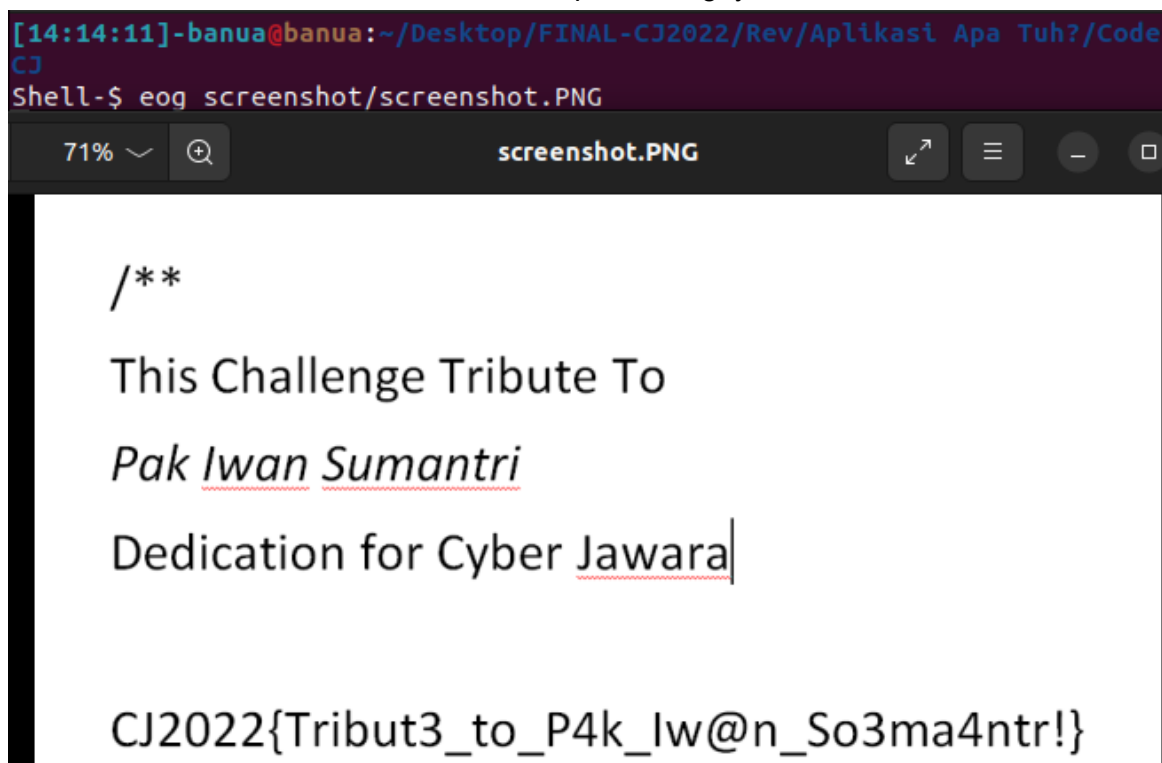 [14:14:11]-banua@banua:~/Desktop/FINAL-CJ2022/Rev/Aplikasi Apa Tuh?/Code
CJ
Shell-$ eog screenshot/screenshot.PNG
71%
screenshot.PNG
/**
This Challenge Tribute To
Pak Iwan Sumantri
Dedication for Cyber Jawara
CJ2022{Tribut3_to_P4k_Iw@n_So3ma4ntr!}